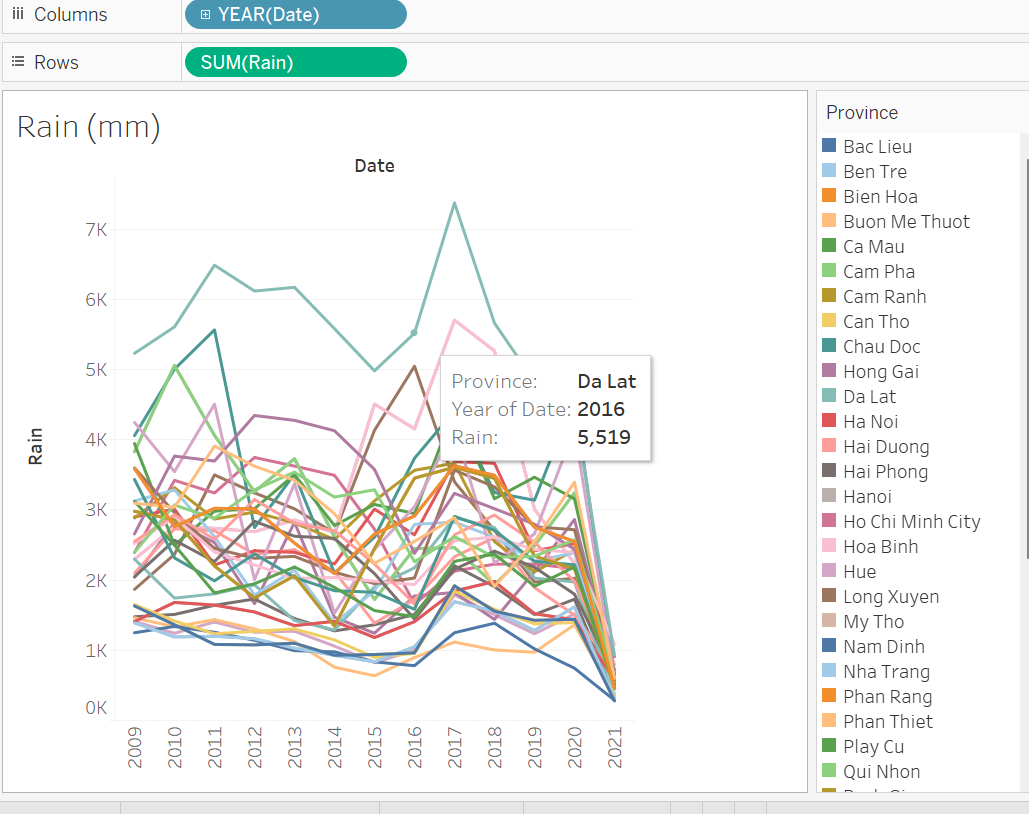 Columns
YEAR(Date)
Rows
SUM(Rain)
Rain (mm)
Date
Rain
7K
6K
5K
4K
3K
2K
1K
0K
2009 2010 2011 2012 2013 2014 2015 2016 2017 2018 2019 2020 2021
Province: Da Lat
Year of Date: 2016
Rain: 5,519
Province
Bac Lieu
Ben Tre
Bien Hoa
Buon Me Thuot
Ca Mau
Cam Pha
Cam Ranh
Can Tho
Chau Doc
Hong Gai
Da Lat
Ha Noi
Hai Duong
Hai Phong
Hanoi
Ho Chi Minh City
Hoa Binh
Hue
Long Xuyen
My Tho
Nam Dinh
Nha Trang
Phan Rang
Phan Thiet
Play Cu
Qui Nhon